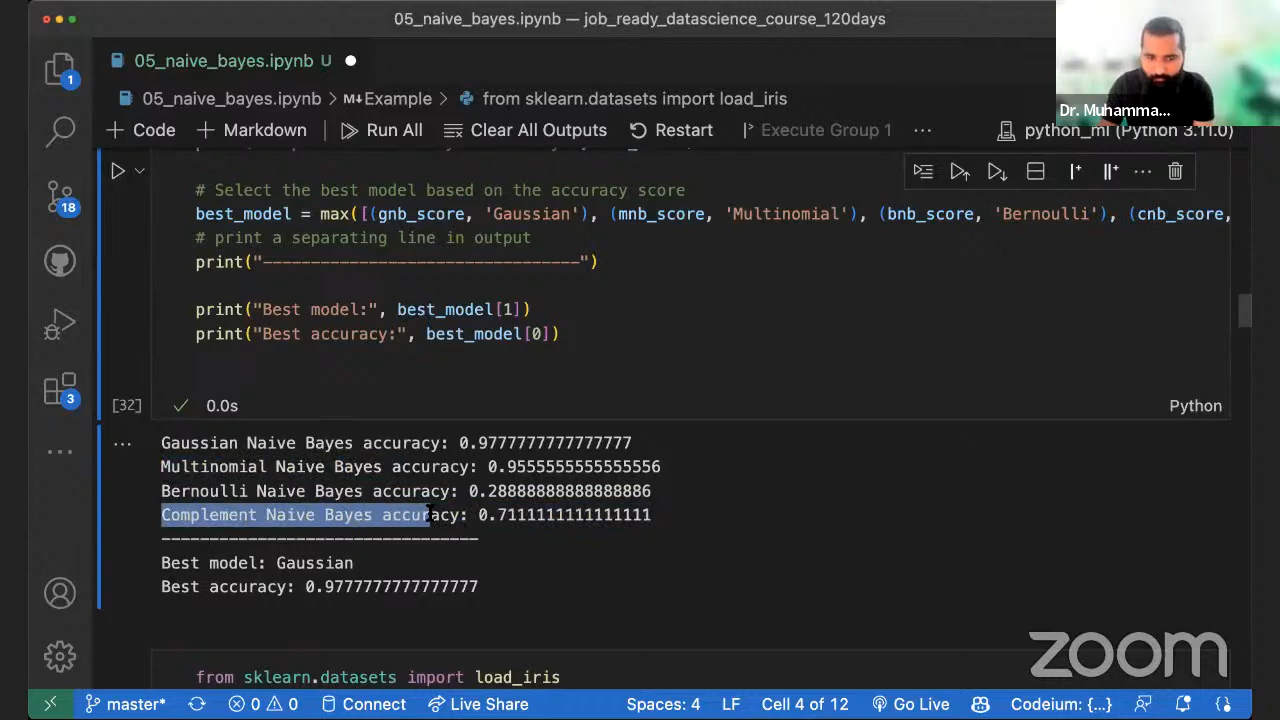 05_naive_bayes.ipynb — job_ready_datascience_course_120days
05_naive_bayes.ipynb U
05_naive_bayes.ipynb > M↓Example > from sklearn.datasets import load_iris
Dr. Muhamma...
+ Code + Markdown | Run All Clear All Outputs Restart Execute Group 1 ...
python_ml (Python 3.11.0)
# Select the best model based on the accuracy score
best_model = max([(gnb_score, 'Gaussian'), (mnb_score, 'Multinomial'), (bnb_score, 'Bernoulli'), (cnb_score,
# print a separating line in output
print("---------------------------------")
print("Best model:", best_model[1])
print("Best accuracy:", best_model[0])
[32] 0.0s Python
Gaussian Naive Bayes accuracy: 0.9777777777777777
Multinomial Naive Bayes accuracy: 0.9555555555555556
Bernoulli Naive Bayes accuracy: 0.28888888888888886
Complement Naive Bayes accuracy: 0.7111111111111111
---------------------------------
Best model: Gaussian
Best accuracy: 0.9777777777777777
from sklearn.datasets import load_iris
1
18
3
zoom
master* 0 0 Connect Live Share Spaces: 4 LF Cell 4 of 12 Go Live Codeium: {...}